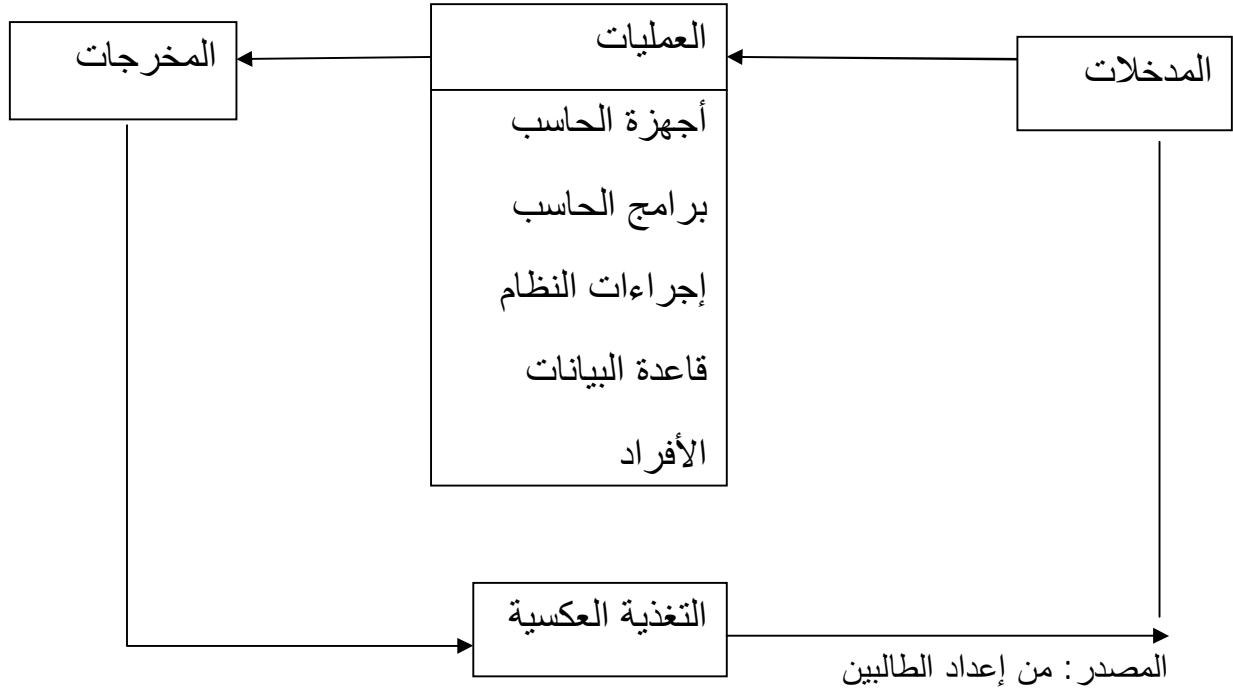 المدخلات
العمليات
أجهزة الحاسب
برامج الحاسب
إجراءات النظام
قاعدة البيانات
الأفراد
المخرجات
التغذية العكسية
المصدر: من إعداد الطالبين